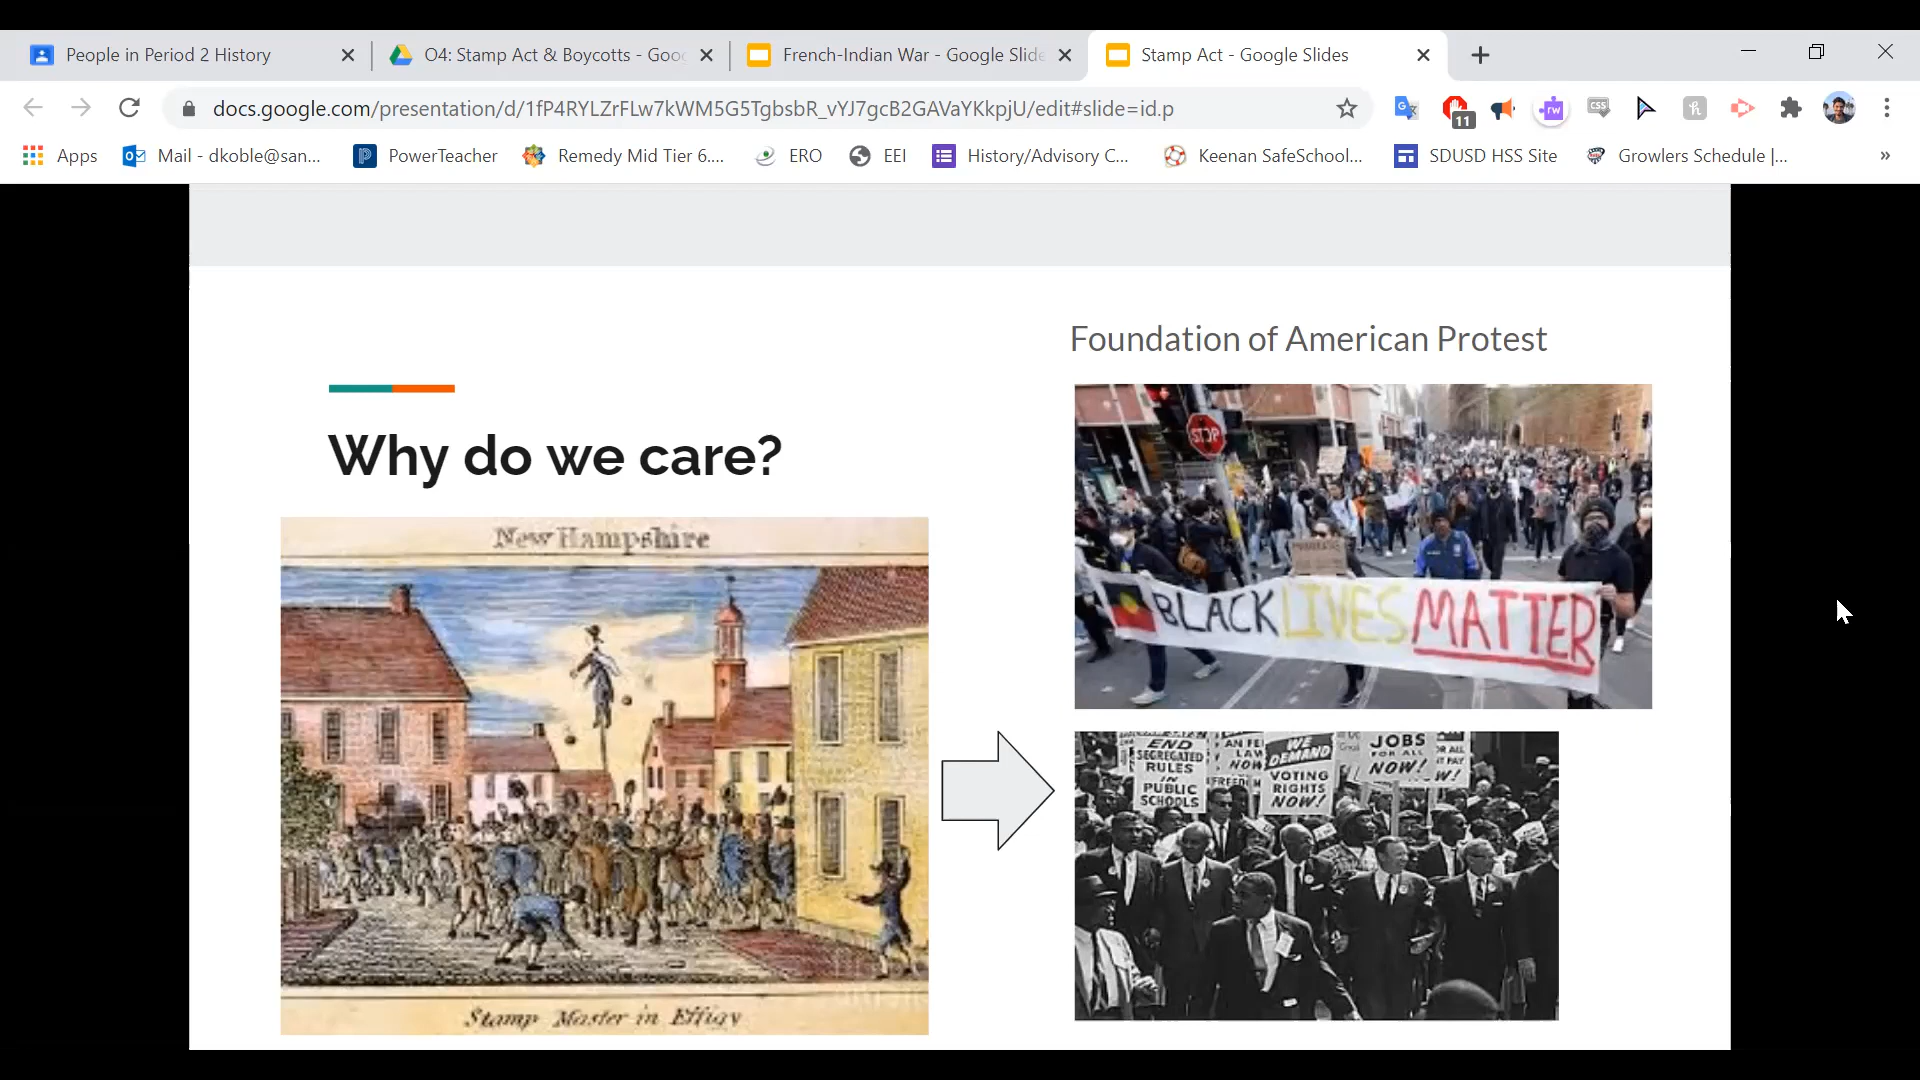 People in Period 2 History
O4: Stamp Act & Boycotts - Goo
French-Indian War - Google Slide
Stamp Act - Google Slides
docs.google.com/presentation/d/1fP4RYLZrFLw7kWM5G5TgbsbR_vYJ7gcB2GAVaYKkpjU/edit#slide=id.p
11
rw
CSS
h
Apps
Mail - dkoble@san...
PowerTeacher
Remedy Mid Tier 6....
ERO
EEI
History/Advisory C...
Keenan SafeSchool...
SDUSD HSS Site
Growlers Schedule |...
»
Foundation of American Protest
Why do we care?
New Hampshire
Stamp Master in Effigy
STOP
BLACK LIVES MATTER
END
SEGREGATED
RULES
IN
PUBLIC
SCHOOLS
WE
DEMAND
VOTING
RIGHTS
NOW!
JOBS
FOR ALL
NOW!